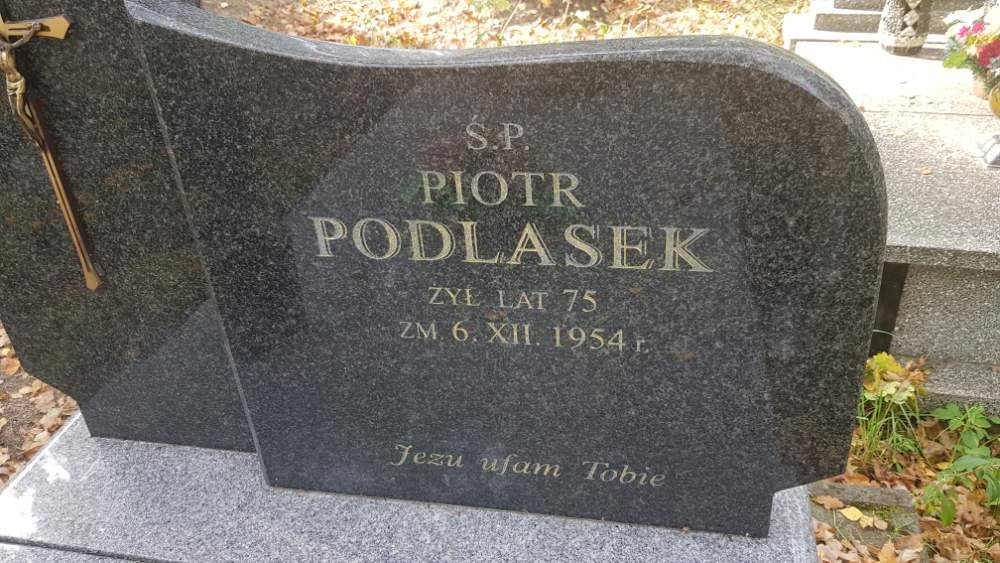 Ś.P.
PIOTR
PODLASEK
ŻYŁ LAT 75
ZM. 6. XII. 1954 r.
Jezu ufam Tobie